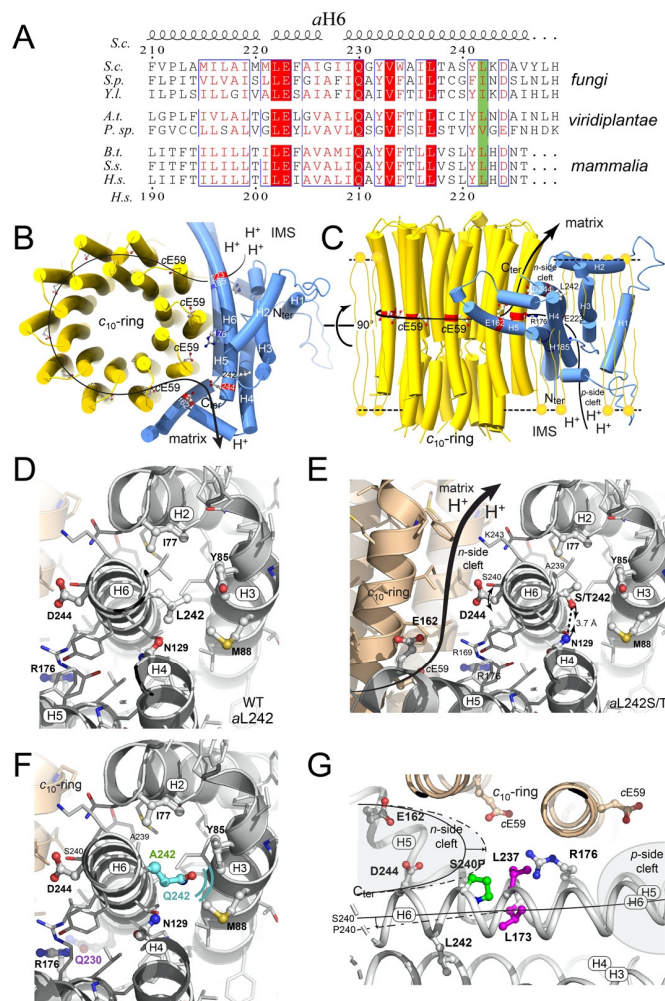 A
aH6
S.c.
210 220 230 240
S.c. FVPLAMILAIMMLEFAIGIIQGYVWAILTASYLKDAVYLH
S.p. FLPITVLVAISLLEFGIAFIQAYVFAILTCGFINDSLNLH
Y.l. ILPLLGIVALSILEFAIAMIQAYVFSILTSGYIKDAIHLH
fungi
A.t. LGPLFIVLALTGLELGVAILQAYVFTILICIYLNDAINLH
viridiplantae
B.t. LITFTILILLTILEFAVAMIQAYVFTLLVSLYLHDNT...
mammalia
H.s. LIIFTILILLTILEIAVALIQAYVFTLLVSLYLHDNT...
190 200 210 220
H.s.
B
IMS
H+
H+
H+
cE59
cE59
cE59
cE59
c10-ring
H1
H2
H3
H4
H5
H6
Nter
Cter
matrix
H+
90°
C
matrix
Cter
n-side
cleft
D244
L242
H2
H3
H1
H4
H5
E223
E162
R176
H185
cE59
cE59
Nter
p-side
cleft
IMS
H+
H+
H+
c10-ring
D
H2
I77
Y85
H6
H3
L242
D244
N129
M88
H4
R176
H5
WT
aL242
E
matrix
H+
H+
K243
H2
I77
n-side
cleft
A239
Y85
S240
H6
H3
c10-ring
S/T242
D244
3.7 Å
E162
N129
M88
R169
H4
cE59
R176
H5
aL242S/T
F
c10-ring
H2
I77
A239
Y85
S240
A242
H3
H6
D244
Q242
N129
M88
H4
R176
Q230
G
c10-ring
E162
cE59
cE59
n-side
cleft
H5
L237
R176
D244
S240P
p-side
cleft
Cter
H5
H6
S240
H6
P240
L242
L173
H4
H3